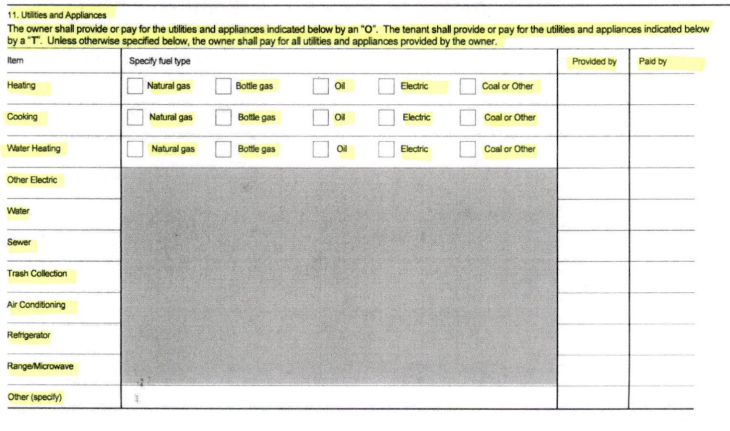 11. Utilities and Appliances
The owner shall provide or pay for the utilities and appliances indicated below by an "O". The tenant shall provide or pay for the utilities and appliances indicated below
by a "T". Unless otherwise specified below, the owner shall pay for all utilities and appliances provided by the owner.
Item Specify fuel type Provided by Paid by
Heating Natural gas Bottle gas Oil Electric Coal or Other
Cooking Natural gas Bottle gas Oil Electric Coal or Other
Water Heating Natural gas Bottle gas Oil Electric Coal or Other
Other Electric
Water
Sewer
Trash Collection
Air Conditioning
Refrigerator
Range/Microwave
Other (specify)